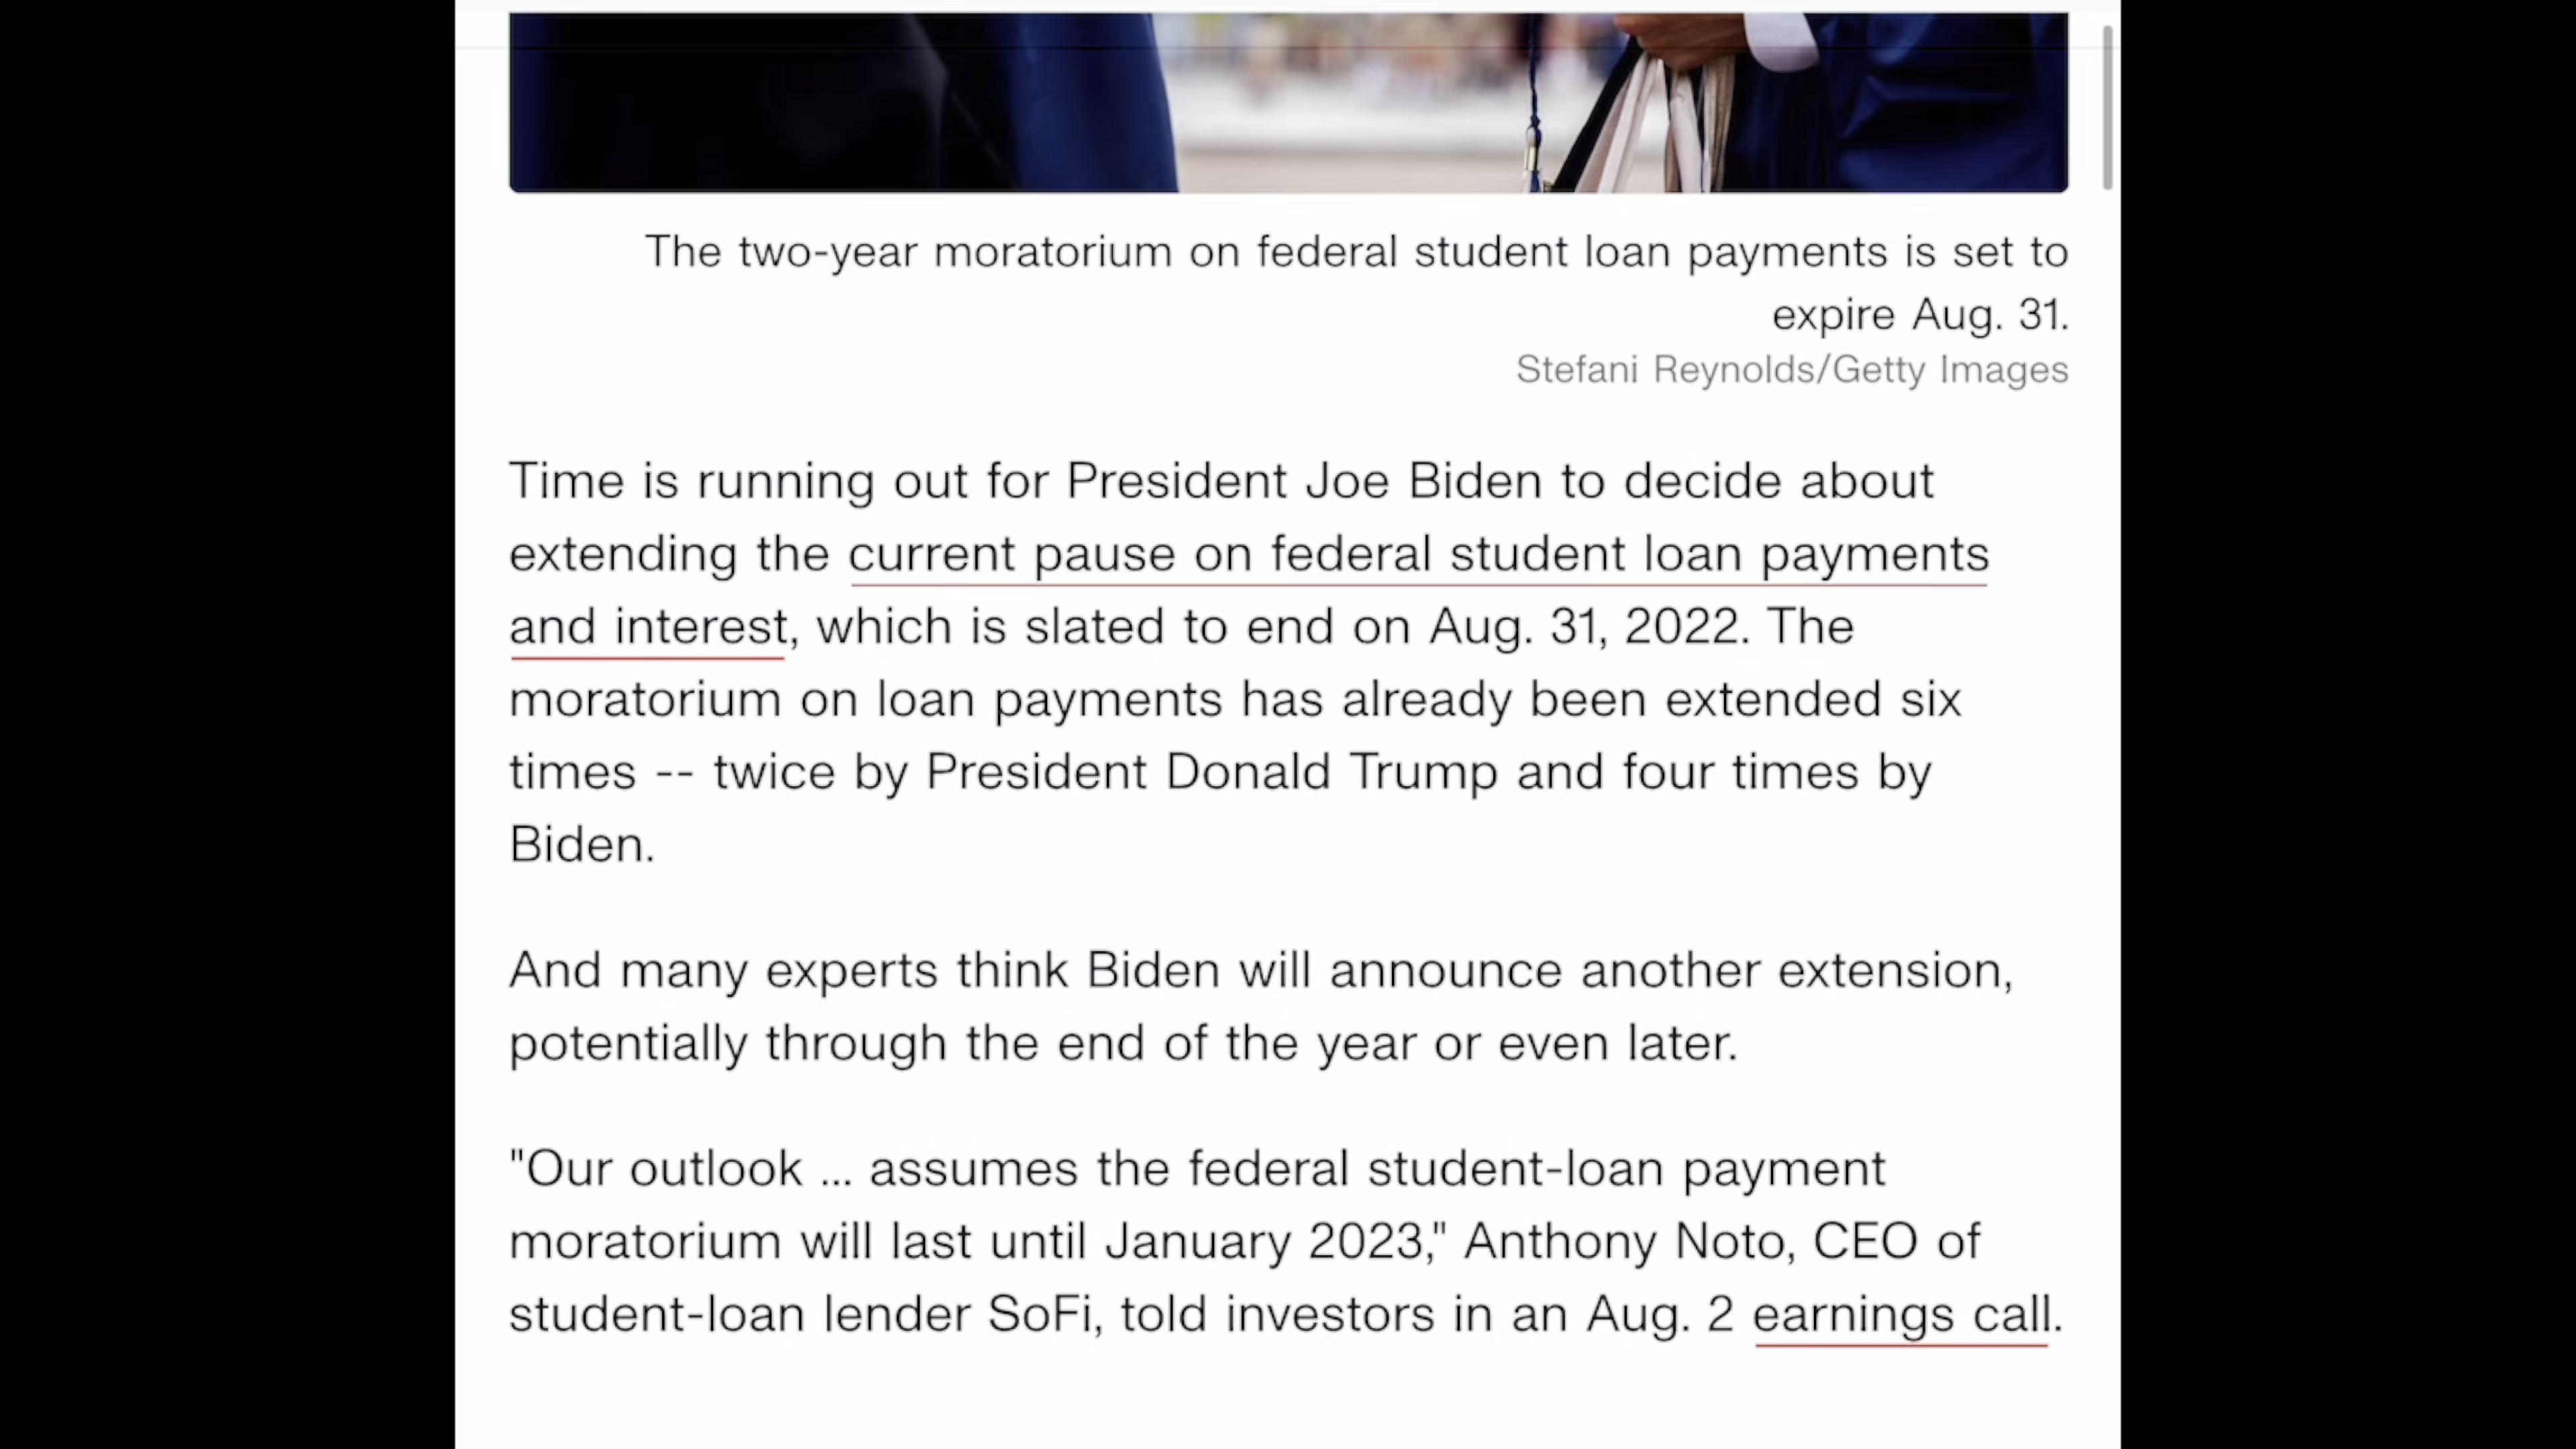 The two-year moratorium on federal student loan payments is set to
expire Aug. 31.
Stefani Reynolds/Getty Images
Time is running out for President Joe Biden to decide about
extending the current pause on federal student loan payments
and interest, which is slated to end on Aug. 31, 2022. The
moratorium on loan payments has already been extended six
times -- twice by President Donald Trump and four times by
Biden.
And many experts think Biden will announce another extension,
potentially through the end of the year or even later.
"Our outlook ... assumes the federal student-loan payment
moratorium will last until January 2023," Anthony Noto, CEO of
student-loan lender SoFi, told investors in an Aug. 2 earnings call.